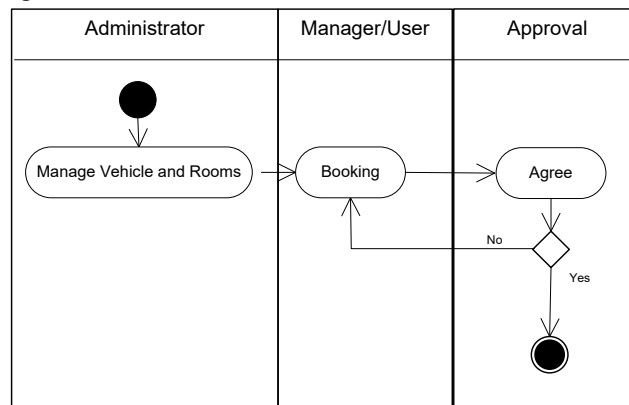 Administrator
Manager/User
Approval
Manage Vehicle and Rooms
Booking
Agree
No
Yes